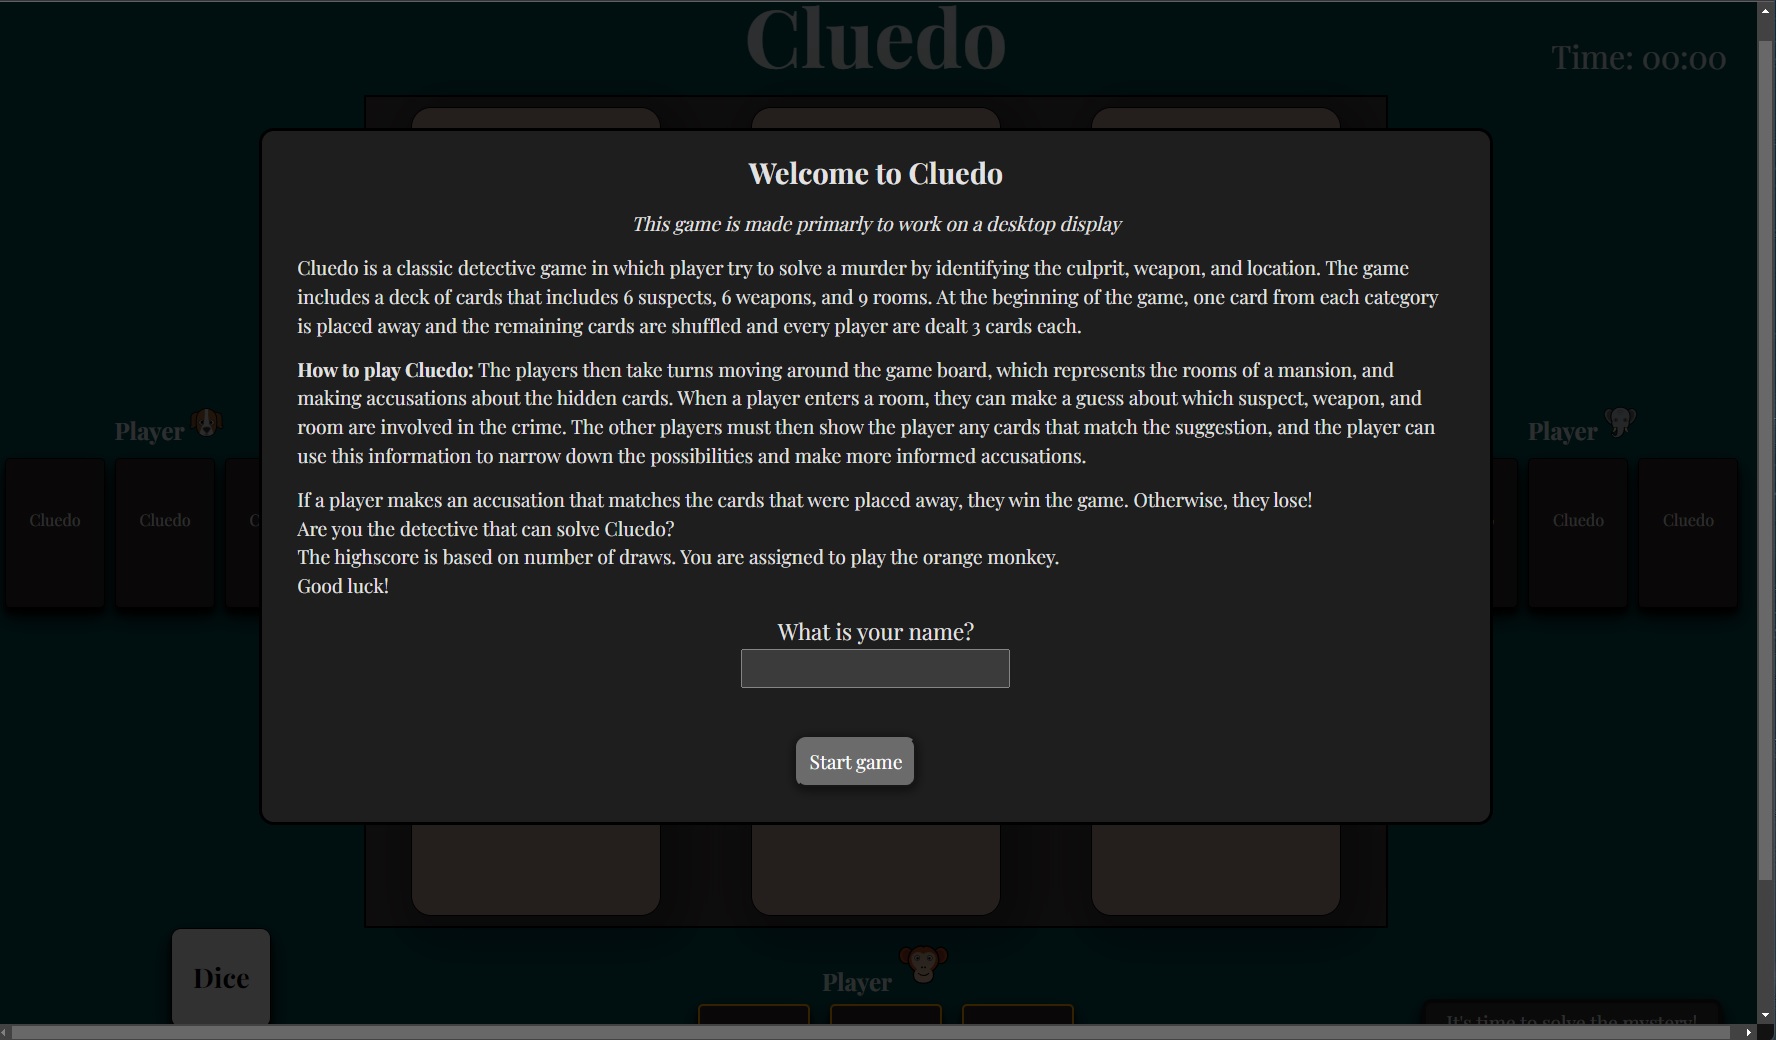 Cluedo
Time: 00:00
Welcome to Cluedo
This game is made primarly to work on a desktop display
Cluedo is a classic detective game in which player try to solve a murder by identifying the culprit, weapon, and location. The game
includes a deck of cards that includes 6 suspects, 6 weapons, and 9 rooms. At the beginning of the game, one card from each category
is placed away and the remaining cards are shuffled and every player are dealt 3 cards each.
How to play Cluedo: The players then take turns moving around the game board, which represents the rooms of a mansion, and
making accusations about the hidden cards. When a player enters a room, they can make a guess about which suspect, weapon, and
room are involved in the crime. The other players must then show the player any cards that match the suggestion, and the player can
use this information to narrow down the possibilities and make more informed accusations.
If a player makes an accusation that matches the cards that were placed away, they win the game. Otherwise, they lose!
Are you the detective that can solve Cluedo?
The highscore is based on number of draws. You are assigned to play the orange monkey.
Good luck!
What is your name?
Start game
Player
Cluedo
Cluedo
C
Player
Cluedo
Cluedo
Dice
Player
It's time to solve the mystery!